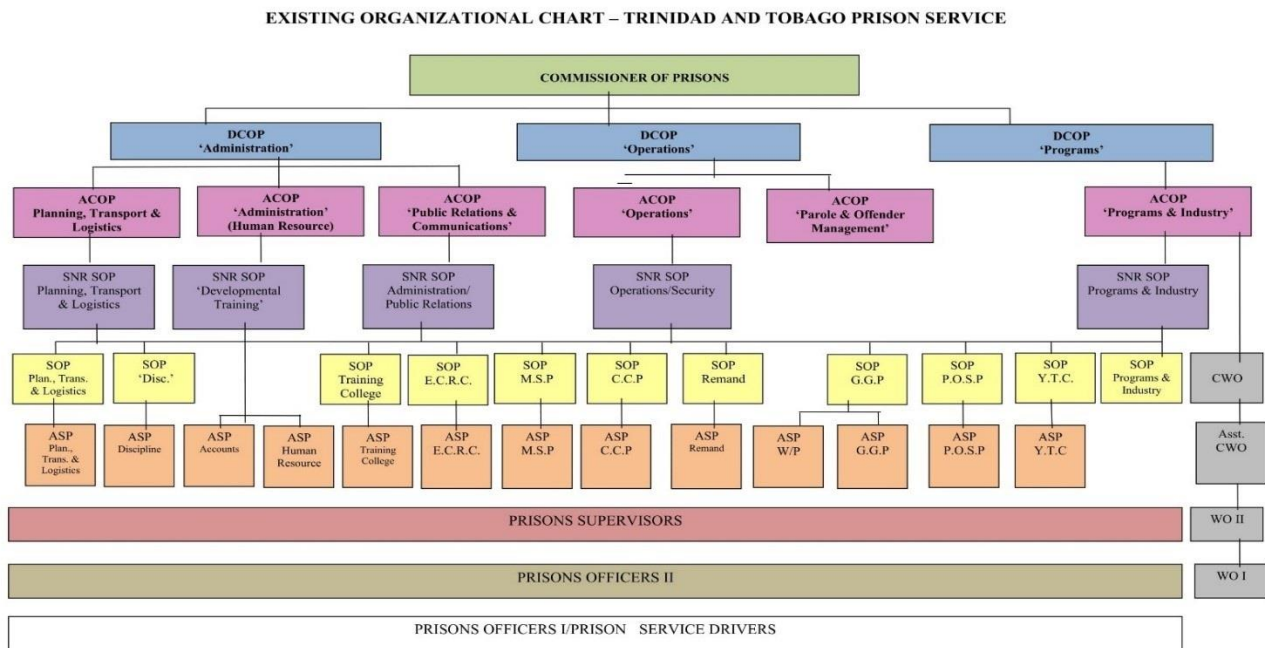 EXISTING ORGANIZATIONAL CHART – TRINIDAD AND TOBAGO PRISON SERVICE
COMMISSIONER OF PRISONS
DCOP
‘Administration’
DCOP
‘Operations’
DCOP
‘Programs’
ACOP
Planning, Transport &
Logistics
ACOP
‘Administration’
(Human Resource)
ACOP
‘Public Relations &
Communications’
ACOP
‘Operations’
ACOP
‘Parole & Offender
Management’
ACOP
‘Programs & Industry’
SNR SOP
Planning, Transport
& Logistics
SNR SOP
‘Developmental
Training’
SNR SOP
Administration/
Public Relations
SNR SOP
Operations/Security
SNR SOP
Programs & Industry
SOP
Plan., Trans.
& Logistics
SOP
‘Disc.’
SOP
Training
College
SOP
E.C.R.C.
SOP
M.S.P
SOP
C.C.P
SOP
Remand
SOP
G.G.P
SOP
P.O.S.P
SOP
Y.T.C.
SOP
Programs &
Industry
CWO
ASP
Plan.,
Trans. &
Logistics
ASP
Discipline
ASP
Accounts
ASP
Human
Resource
ASP
Training
College
ASP
E.C.R.C.
ASP
M.S.P
ASP
C.C.P
ASP
Remand
ASP
W/P
ASP
G.G.P
ASP
P.O.S.P
ASP
Y.T.C
Asst.
CWO
PRISONS SUPERVISORS
WO II
PRISONS OFFICERS II
WO I
PRISONS OFFICERS I/PRISON SERVICE DRIVERS